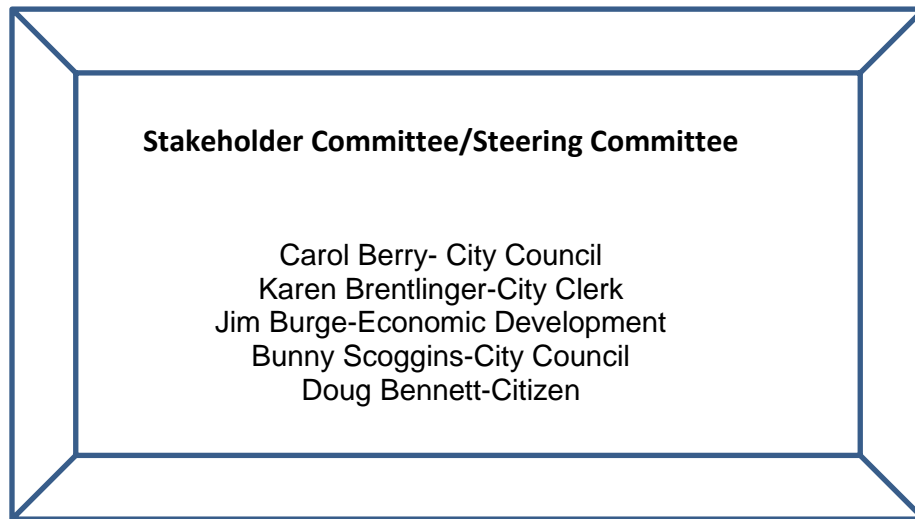 Stakeholder Committee/Steering Committee
Carol Berry- City Council
Karen Brentlinger-City Clerk
Jim Burge-Economic Development
Bunny Scoggins-City Council
Doug Bennett-Citizen